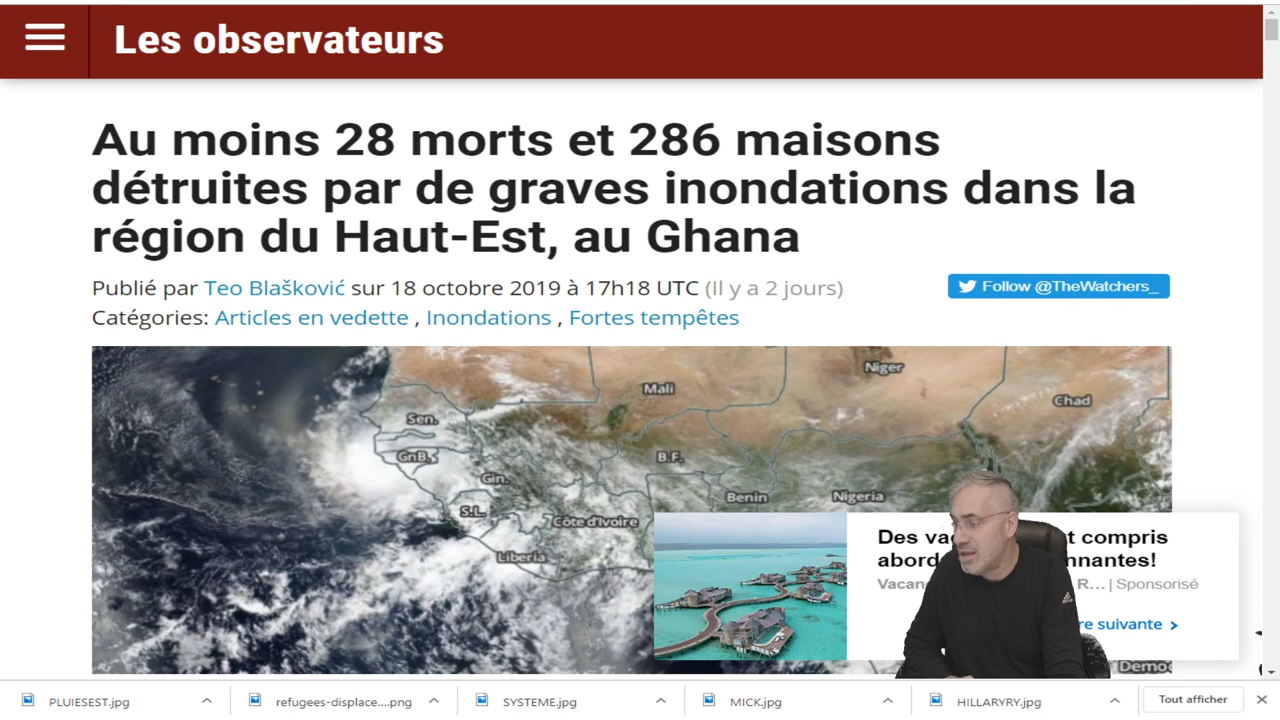 Les observateurs
Au moins 28 morts et 286 maisons
détruites par de graves inondations dans la
région du Haut-Est, au Ghana
Publié par Teo Blašković sur 18 octobre 2019 à 17h18 UTC (Il y a 2 jours)
Follow @TheWatchers_
Catégories: Articles en vedette , Inondations , Fortes tempêtes
Niger
Mali
Chad
Sen.
GnB.
B.F.
Gin.
Benin
Nigeria
S.L.
Côte d'Ivoire
Liberia
Des t compris
abord nnantes!
R... | Sponsorisé
re suivante >
PLUIESEST.jpg
refugees-displace....png
SYSTEME.jpg
MICK.jpg
HILLARYRY.jpg
Tout afficher